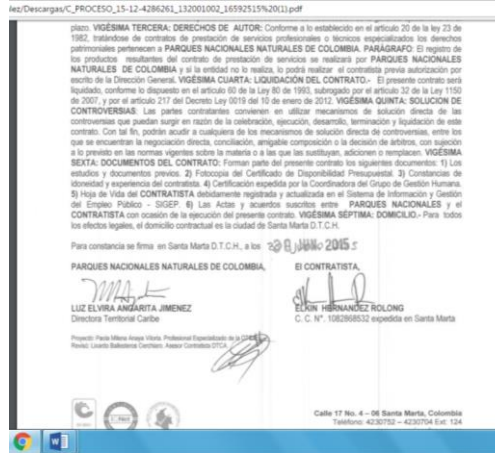 lez/Descargas/C_PROCESO_15-12-4286261_132001002_16592515%20(1).pdf
plazo. VIGÉSIMA TERCERA: DERECHOS DE AUTOR: Conforme a lo establecido en el artículo 20 de la ley 23 de
1982, tratándose de contratos de prestación de servicios profesionales o técnicos especializados los derechos
patrimoniales pertenecen a PARQUES NACIONALES NATURALES DE COLOMBIA. PARÁGRAFO: El registro de
los productos resultantes del contrato de prestación de servicios se realizará por PARQUES NACIONALES
NATURALES DE COLOMBIA y si la entidad no lo realiza, lo podrá realizar el contratista previa autorización por
escrito de la Dirección General. VIGÉSIMA CUARTA: LIQUIDACIÓN DEL CONTRATO.- El presente contrato será
liquidado, conforme lo dispuesto en el artículo 60 de la Ley 80 de 1993, subrogado por el artículo 32 de la Ley 1150
de 2007, y por el artículo 217 del Decreto Ley 0019 del 10 de enero de 2012. VIGÉSIMA QUINTA: SOLUCION DE
CONTROVERSIAS: Las partes contratantes convienen en utilizar mecanismos de solución directa de las
controversias que puedan surgir en razón de la celebración, ejecución, desarrollo, terminación y liquidación de este
contrato. Con tal fin, podrán acudir a cualquiera de los mecanismos de solución directa de controversias, entre los
que se encuentran la negociación directa, conciliación, amigable composición o la decisión de árbitros, con sujeción
a lo previsto en las normas vigentes sobre la materia o a las que las sustituyan, adicionen o remplacen. VIGÉSIMA
SEXTA: DOCUMENTOS DEL CONTRATO: Forman parte del presente contrato los siguientes documentos: 1) Los
estudios y documentos previos. 2) Fotocopia del Certificado de Disponibilidad Presupuestal. 3) Constancias de
idoneidad y experiencia del contratista. 4) Certificación expedida por la Coordinadora del Grupo de Gestión Humana.
5) Hoja de Vida del CONTRATISTA debidamente registrada y actualizada en el Sistema de Información y Gestión
del Empleo Público - SIGEP. 6) Las Actas y acuerdos suscritos entre PARQUES NACIONALES y el
CONTRATISTA con ocasión de la ejecución del presente contrato. VIGÉSIMA SÉPTIMA: DOMICILIO.- Para todos
los efectos legales, el domicilio contractual es la ciudad de Santa Marta D.T.C.H.
Para constancia se firma en Santa Marta D.T.C.H., a los 2015
PARQUES NACIONALES NATURALES DE COLOMBIA, El CONTRATISTA,
LUZ ELVIRA ANGARITA JIMENEZ ELKIN HERNANDEZ ROLONG
Directora Territorial Caribe C. C. N°. 1082868532 expedida en Santa Marta
Proyectó: Paola Milena Anaya Profesional Especializado de la
Revisó: Ballesteros Asesor Contratista DTCA
Calle 17 No. 4 – 06 Santa Marta, Colombia
Teléfono: 4230752 – 4230704 Ext: 124